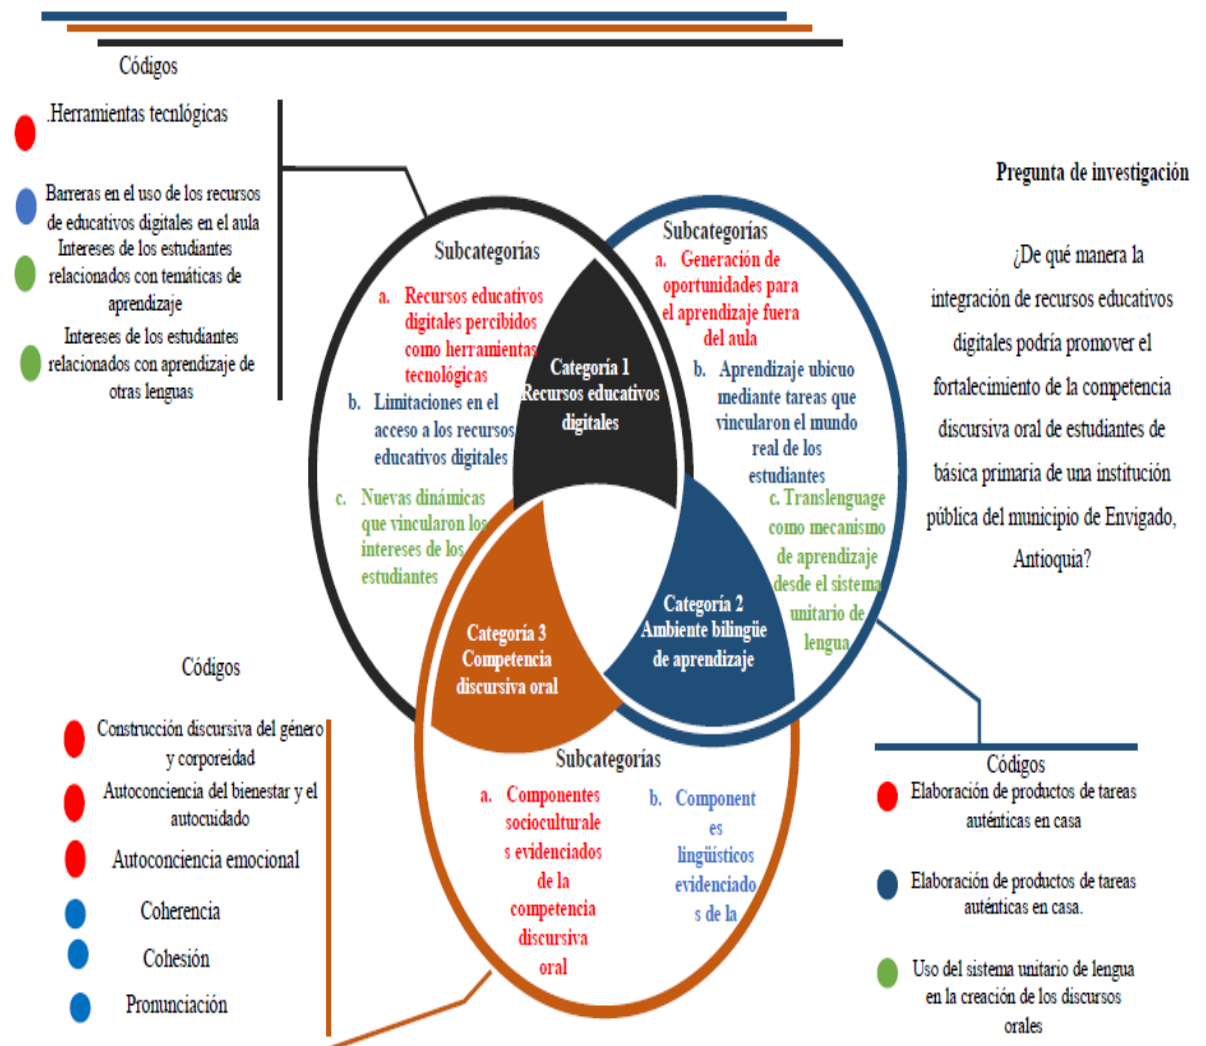 Códigos
.Herramientas tecnlógicas
Barreras en el uso de los recursos
de educativos digitales en el aula
Intereses de los estudiantes
relacionados con temáticas de
aprendizaje
Intereses de los estudiantes
relacionados con aprendizaje de
otras lenguas
Subcategorías
a. Recursos educativos
digitales percibidos
como herramientas
tecnológicas
b. Limitaciones en el
acceso a los recursos
educativos digitales
c. Nuevas dinámicas
que vincularon los
intereses de los
estudiantes
Categoría 1
Recursos educativos
digitales
Subcategorías
a. Generación de
oportunidades para
el aprendizaje fuera
del aula
b. Aprendizaje ubicuo
mediante tareas que
vincularon el mundo
real de los
estudiantes
c. Translenguage
como mecanismo
de aprendizaje
desde el sistema
unitario de
lengua
Categoría 2
Ambiente bilingüe
de aprendizaje
Categoría 3
Competencia
discursiva oral
Subcategorías
a. Componentes
socioculturale
s evidenciados
de la
competencia
discursiva
oral
b. Component
es
lingüísticos
evidenciado
s de la
Pregunta de investigación
¿De qué manera la
integración de recursos educativos
digitales podría promover el
fortalecimiento de la competencia
discursiva oral de estudiantes de
básica primaria de una institución
pública del municipio de Envigado,
Antioquia?
Códigos
Construcción discursiva del género
y corporeidad
Autoconciencia del bienestar y el
autocuidado
Autoconciencia emocional
Coherencia
Cohesión
Pronunciación
Códigos
Elaboración de productos de tareas
auténticas en casa
Elaboración de productos de tareas
auténticas en casa.
Uso del sistema unitario de lengua
en la creación de los discursos
orales